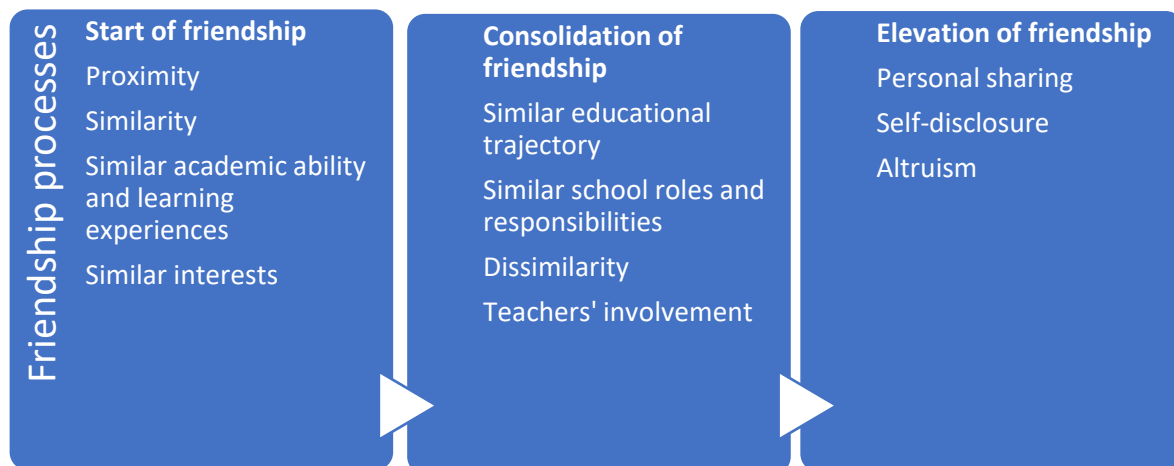 Friendship processes
Start of friendship
Proximity
Similarity
Similar academic ability
and learning
experiences
Similar interests
Consolidation of
friendship
Similar educational
trajectory
Similar school roles and
responsibilities
Dissimilarity
Teachers' involvement
Elevation of friendship
Personal sharing
Self-disclosure
Altruism